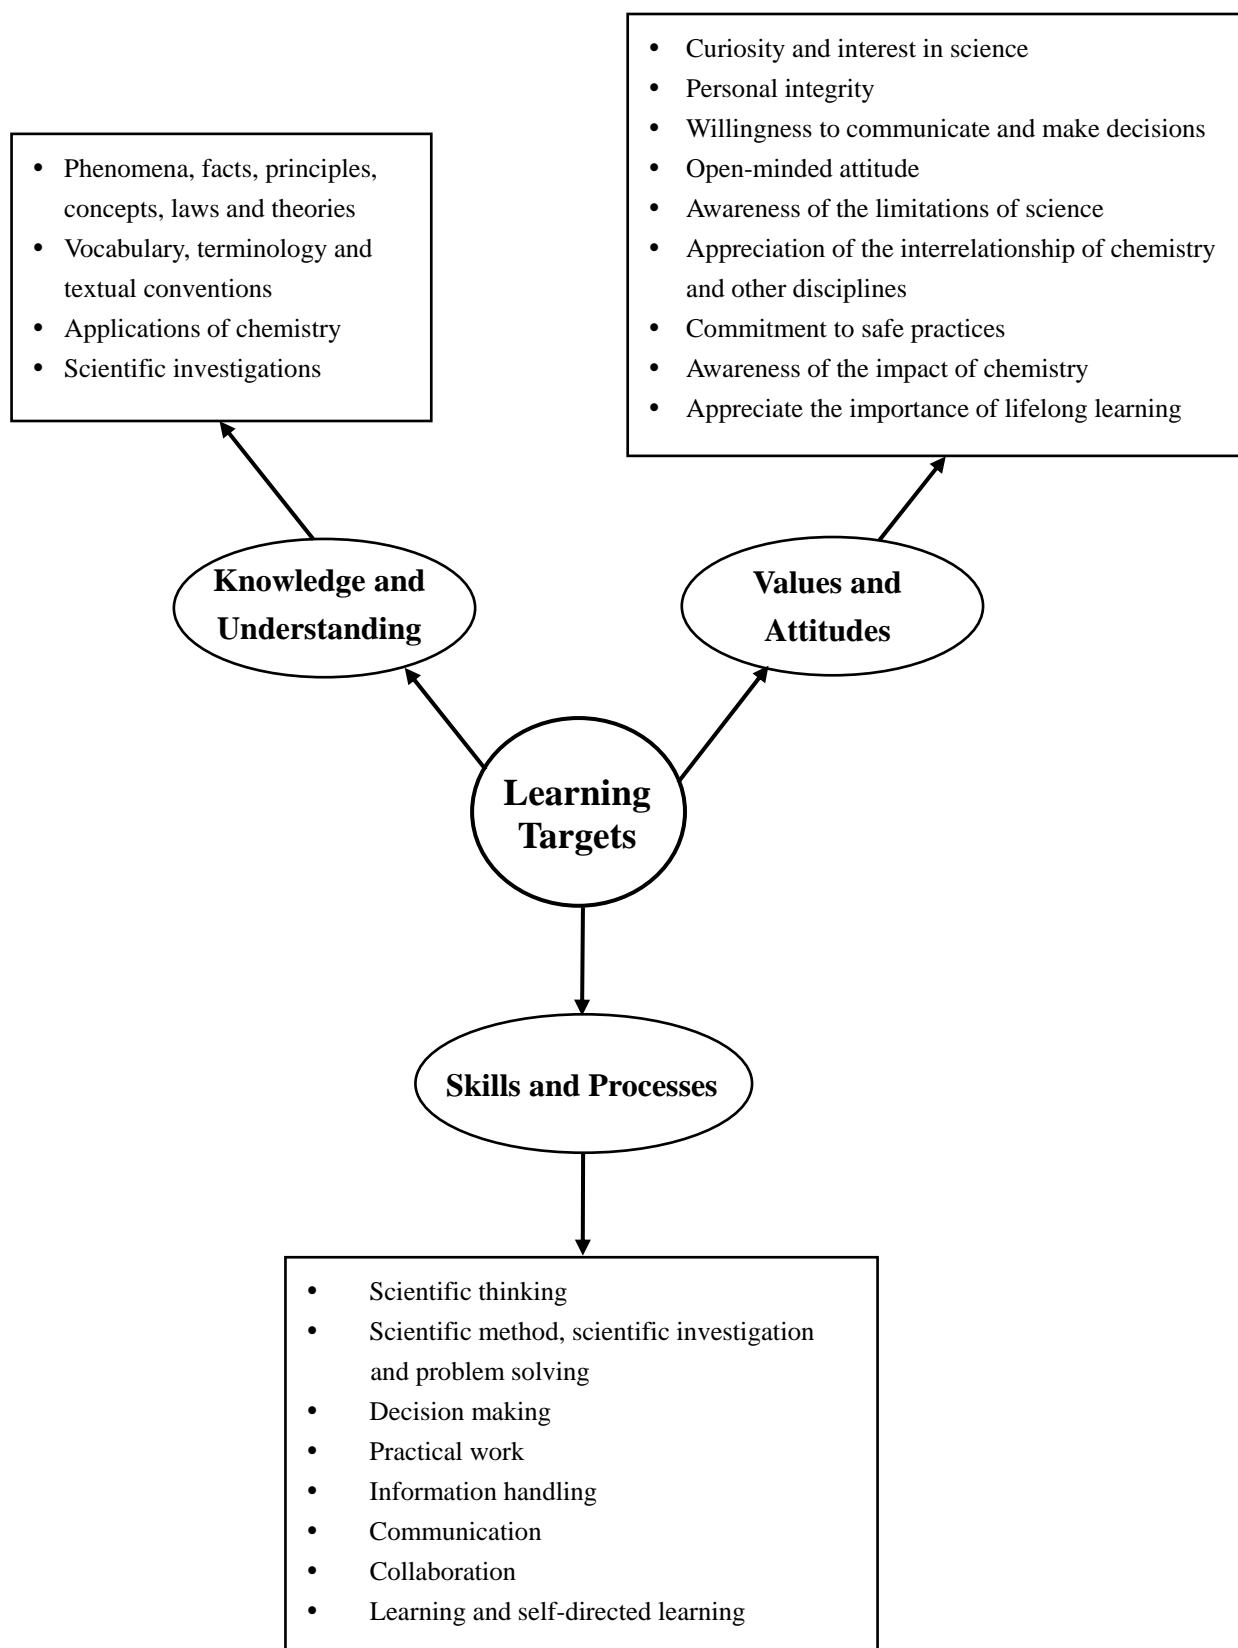 • Curiosity and interest in science
• Personal integrity
• Willingness to communicate and make decisions
• Open-minded attitude
• Awareness of the limitations of science
• Appreciation of the interrelationship of chemistry
and other disciplines
• Commitment to safe practices
• Awareness of the impact of chemistry
• Appreciate the importance of lifelong learning
• Phenomena, facts, principles,
concepts, laws and theories
• Vocabulary, terminology and
textual conventions
• Applications of chemistry
• Scientific investigations
Knowledge and
Understanding
Values and
Attitudes
Learning
Targets
Skills and Processes
• Scientific thinking
• Scientific method, scientific investigation
and problem solving
• Decision making
• Practical work
• Information handling
• Communication
• Collaboration
• Learning and self-directed learning